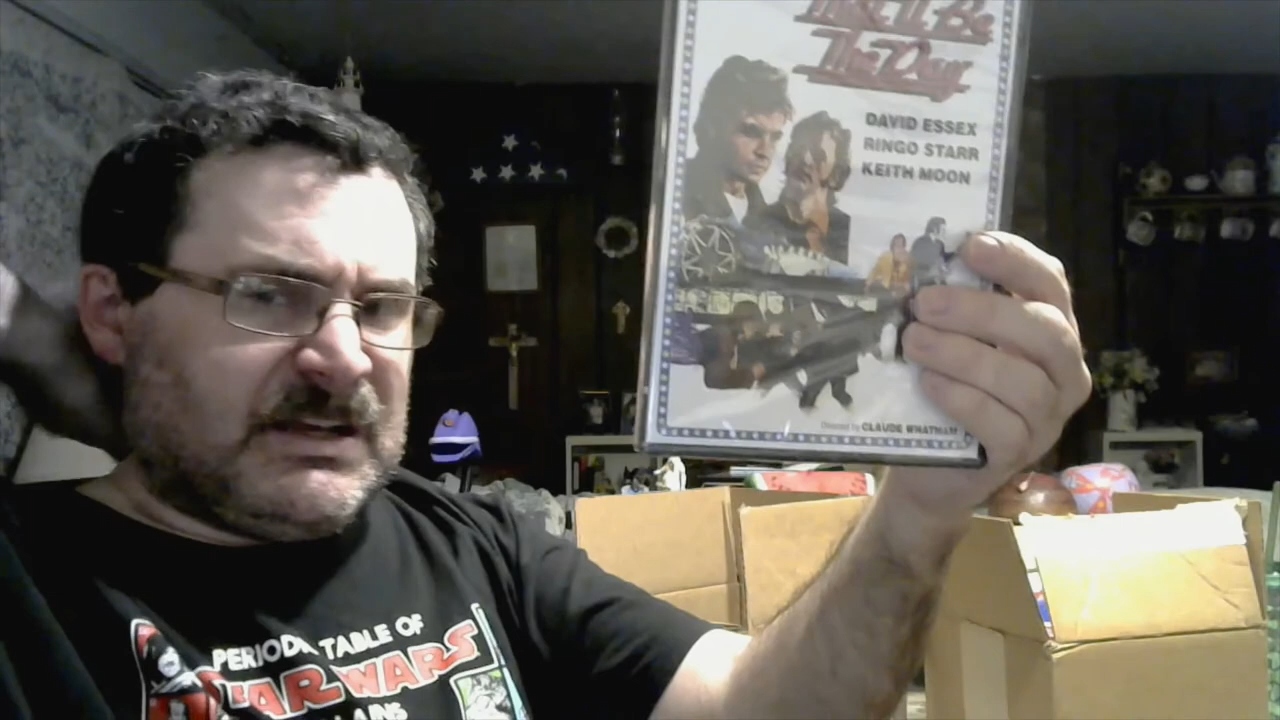 That'll Be
The Day
DAVID ESSEX
RINGO STARR
KEITH MOON
Directed by CLAUDE WHATHAM
PERIODIC TABLE OF
STAR WARS